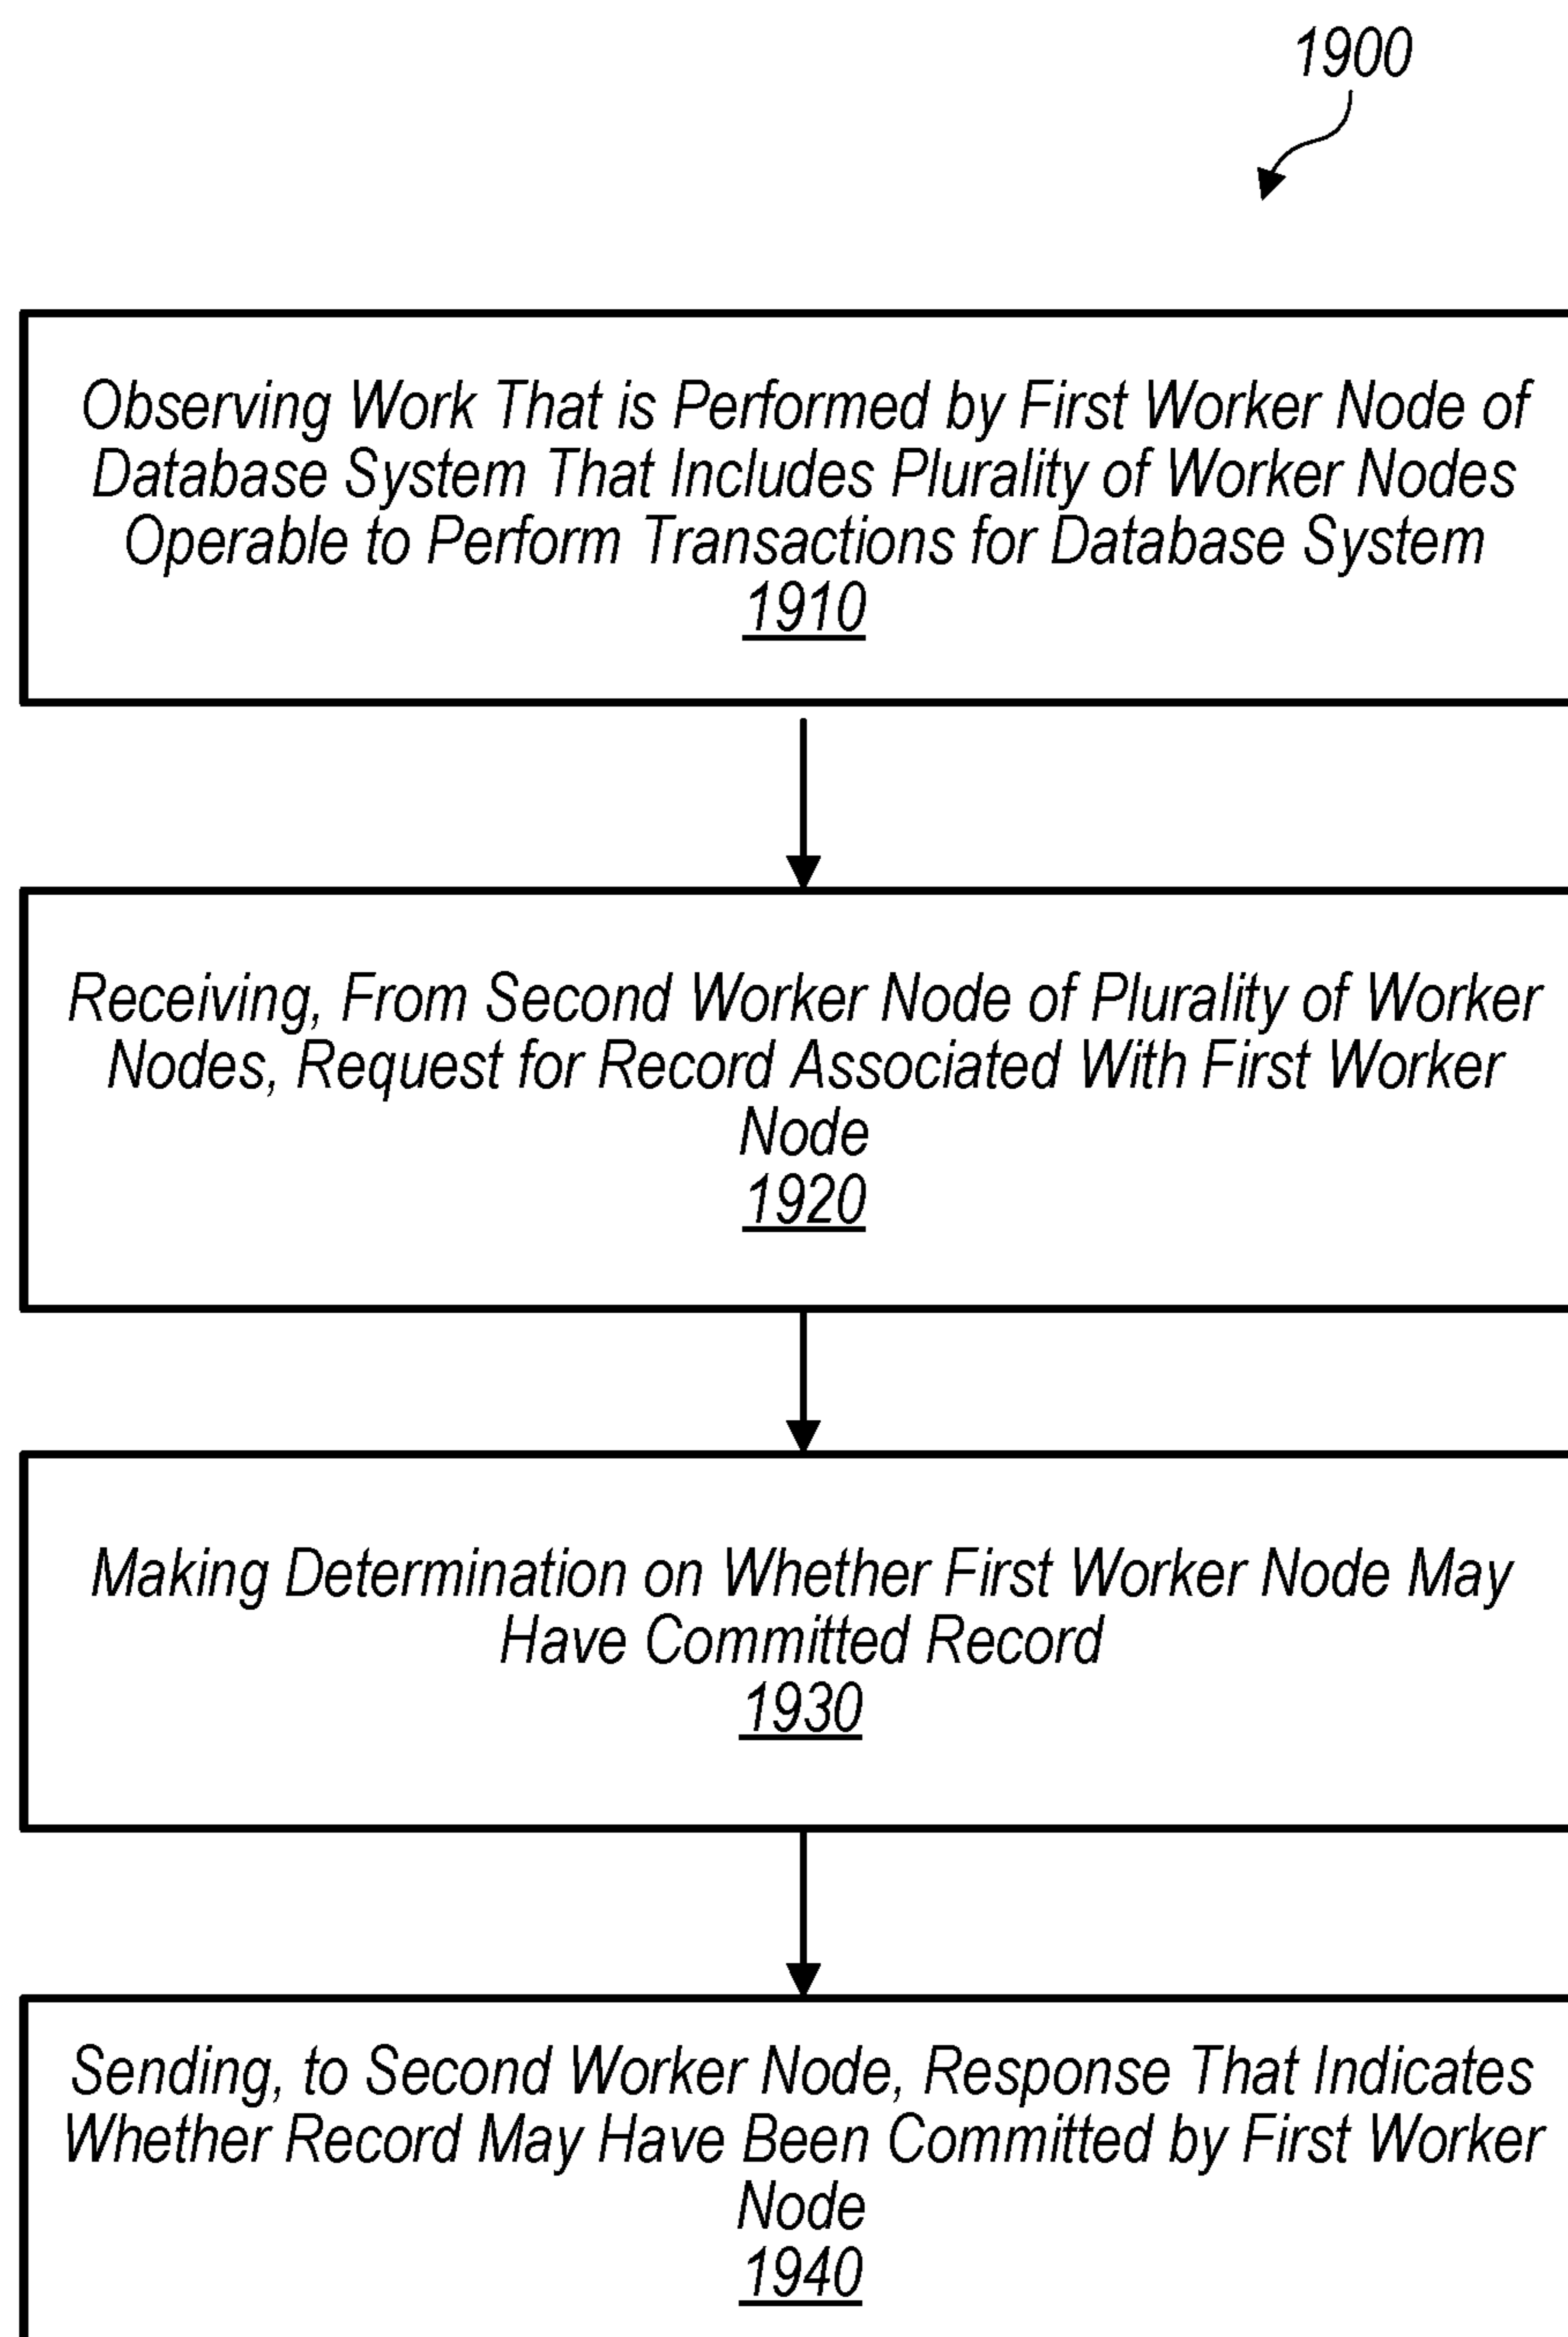 1900
Observing Work That is Performed by First Worker Node of
Database System That Includes Plurality of Worker Nodes
Operable to Perform Transactions for Database System
1910
Receiving, From Second Worker Node of Plurality of Worker
Nodes, Request for Record Associated With First Worker
Node
1920
Making Determination on Whether First Worker Node May
Have Committed Record
1930
Sending, to Second Worker Node, Response That Indicates
Whether Record May Have Been Committed by First Worker
Node
1940